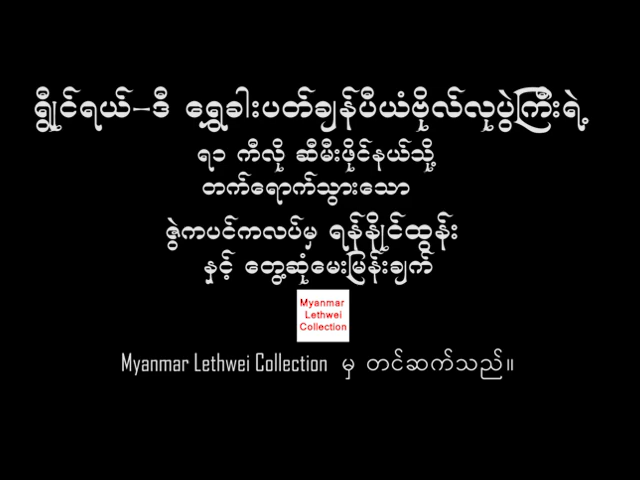 ရွှိုင်ရယ်-ဒီ ရွှေခါးပတ်ချန်ပီယံဗိုလ်လုပွဲကြီးရဲ့
ရ၁ ကီလို ဆီမီးဖိုင်နယ်သို့
တက်ရောက်သွားသော
ဇွဲကပင်ကလပ်မှ ရန်နိုင်ထွန်း
နှင့် တွေ့ဆုံမေးမြန်းချက်
Myanmar
Lethwei
Collection
Myanmar Lethwei Collection မှ တင်ဆက်သည်။